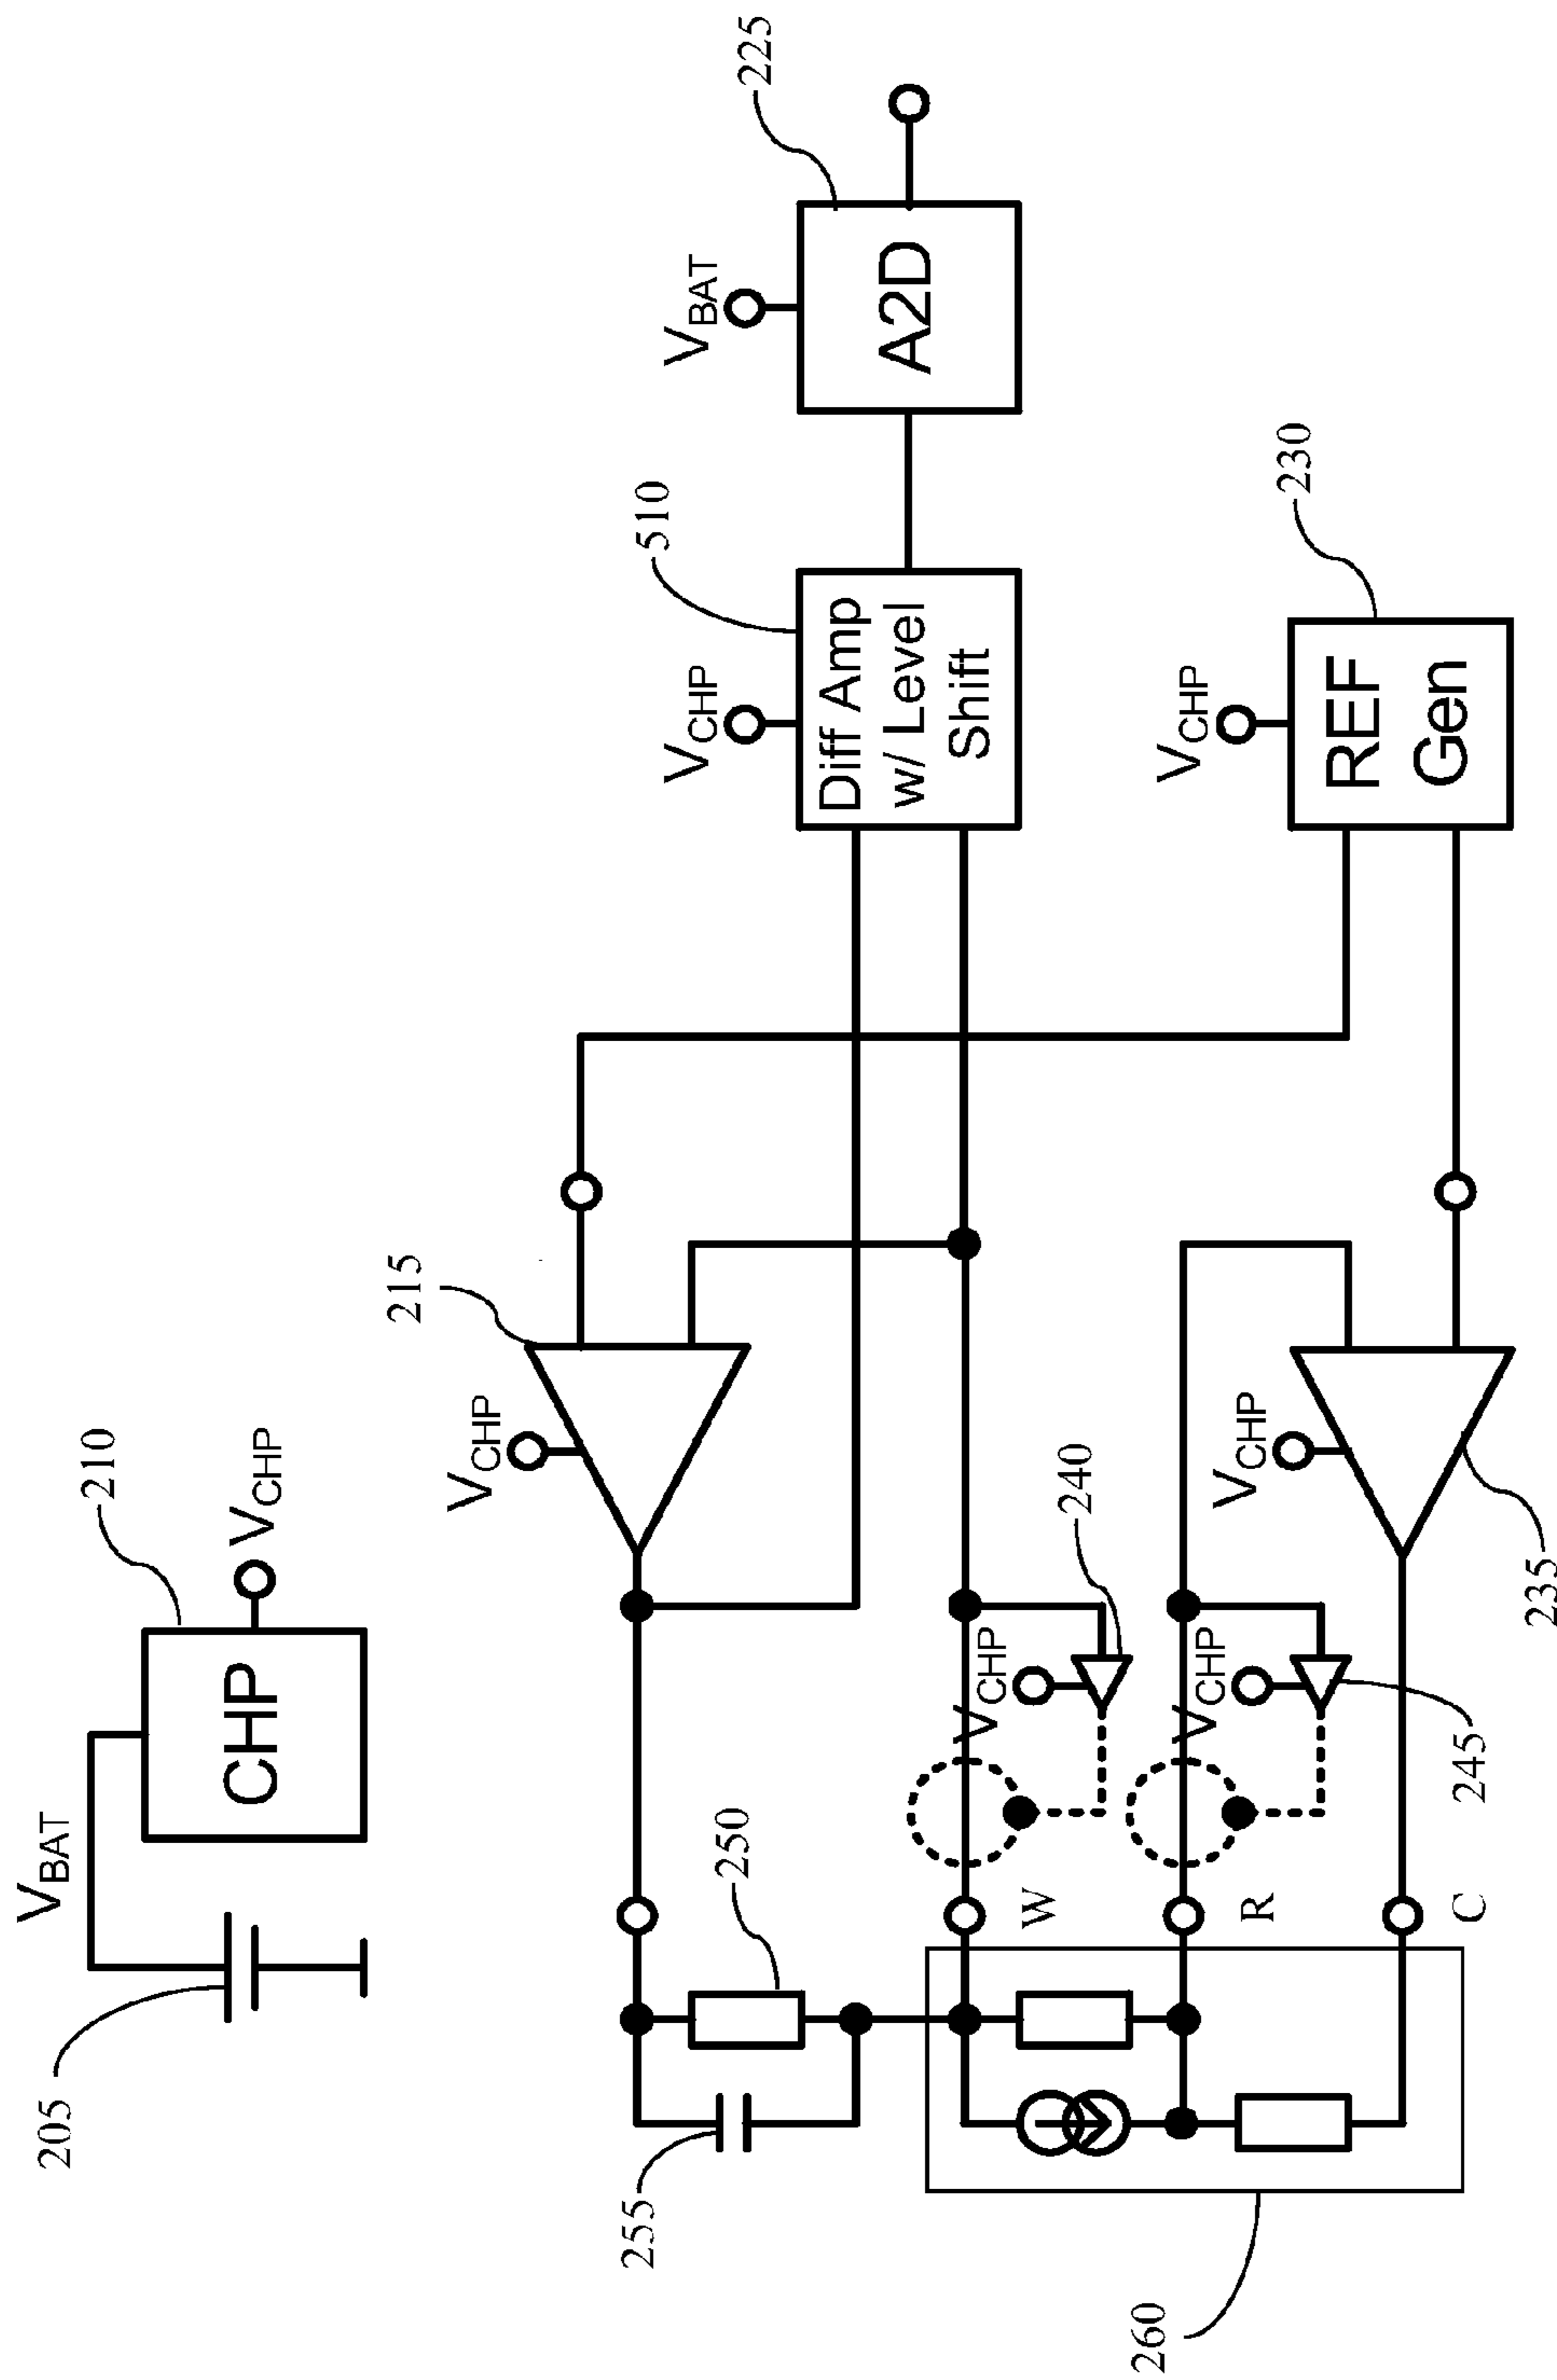 205
V_BAT
CHP
210
V_CHP
215
V_CHP
255
250
V_CHP
510
Diff Amp
w/ Level
Shift
V_BAT
225
A2D
260
W
V_CHP
240
R
V_CHP
245
C
V_CHP
235
V_CHP
230
REF
Gen